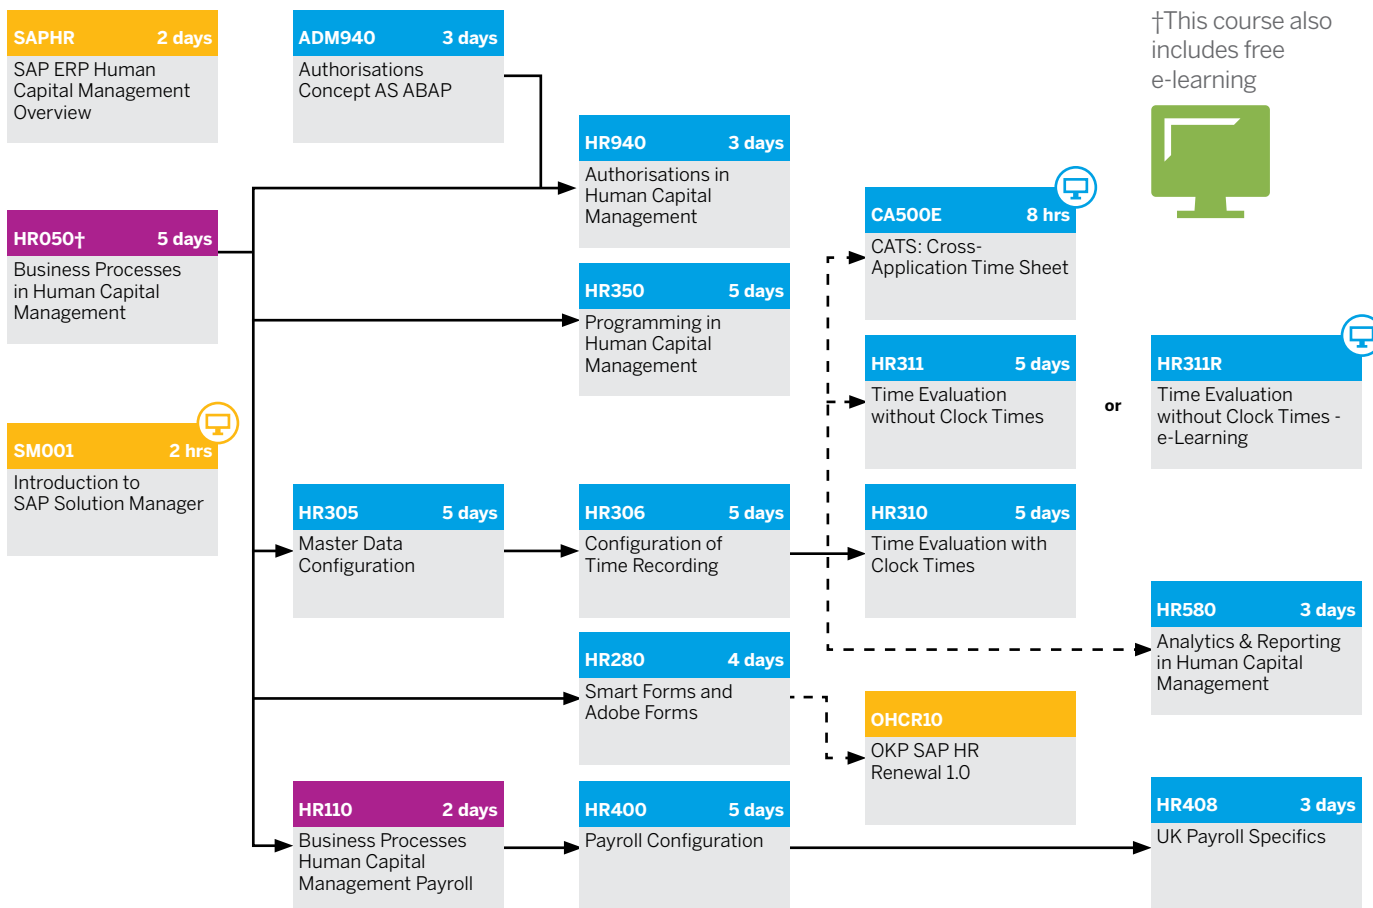 SAPHR 2 days
SAP ERP Human
Capital Management
Overview
ADM940 3 days
Authorisations
Concept AS ABAP
†This course also
includes free
e-learning
HR940 3 days
Authorisations in
Human Capital
Management
HR050† 5 days
Business Processes
in Human Capital
Management
CA500E 8 hrs
CATS: Cross-
Application Time Sheet
HR350 5 days
Programming in
Human Capital
Management
HR311 5 days
Time Evaluation
without Clock Times
or
HR311R
Time Evaluation
without Clock Times -
e-Learning
SM001 2 hrs
Introduction to
SAP Solution Manager
HR305 5 days
Master Data
Configuration
HR306 5 days
Configuration of
Time Recording
HR310 5 days
Time Evaluation with
Clock Times
HR580 3 days
Analytics & Reporting
in Human Capital
Management
HR280 4 days
Smart Forms and
Adobe Forms
OHCR10
OKP SAP HR
Renewal 1.0
HR110 2 days
Business Processes
Human Capital
Management Payroll
HR400 5 days
Payroll Configuration
HR408 3 days
UK Payroll Specifics